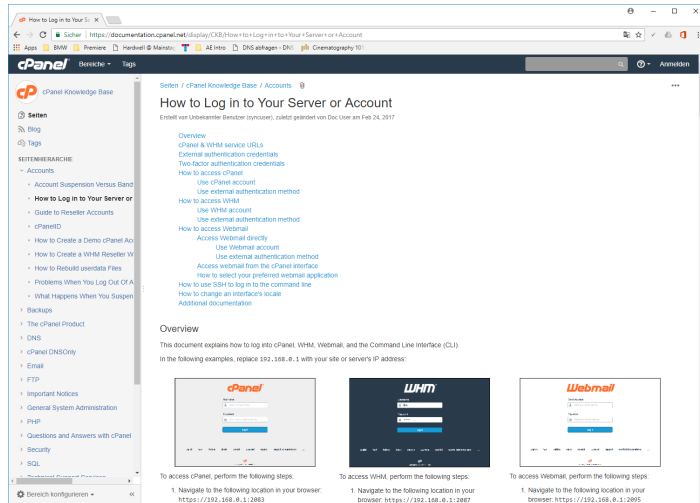 How to Log in to Your Se
Sicher | https://documentation.cpanel.net/display/CKB/How+to+Log+in+to+Your+Server+or+Account
Apps BMW Premiere Hardwell @ Mainstag T AE Intro DNS abfragen - DNS Cinematography 10
cPanel Bereiche Tags Anmelden
cPanel Knowledge Base
Seiten
Blog
Tags
SEITENHIERARCHIE
Accounts
Account Suspension Versus Band
How to Log in to Your Server or
Guide to Reseller Accounts
cPanelID
How to Create a Demo cPanel Acc
How to Create a WHM Reseller W
How to Rebuild userdata Files
Problems When You Log Out Of A
What Happens When You Suspen
Backups
The cPanel Product
DNS
cPanel DNSOnly
Email
FTP
Important Notices
General System Administration
PHP
Questions and Answers with cPanel
Security
SQL
Technical Support Services
Bereich konfigurieren
Seiten / cPanel Knowledge Base / Accounts
How to Log in to Your Server or Account
Erstellt von Unbekannter Benutzer (syncuser), zuletzt geändert von Doc User am Feb 24, 2017
Overview
cPanel & WHM service URLs
External authentication credentials
Two-factor authentication credentials
How to access cPanel
Use cPanel account
Use external authentication method
How to access WHM
Use WHM account
Use external authentication method
How to access Webmail
Access Webmail directly
Use Webmail account
Use external authentication method
Access webmail from the cPanel interface
How to select your preferred webmail application
How to use SSH to log in to the command line
How to change an interface's locale
Additional documentation
Overview
This document explains how to log into cPanel, WHM, Webmail, and the Command Line Interface (CLI).
In the following examples, replace 192.168.0.1 with your site or server's IP address:
cPanel
To access cPanel, perform the following steps:
1. Navigate to the following location in your browser:
https://192.168.0.1:2083
WHM
To access WHM, perform the following steps:
1. Navigate to the following location in your
browser: https://192.168.0.1:2087
Webmail
To access Webmail, perform the following steps:
1. Navigate to the following location in your
browser: https://192.168.0.1:2095